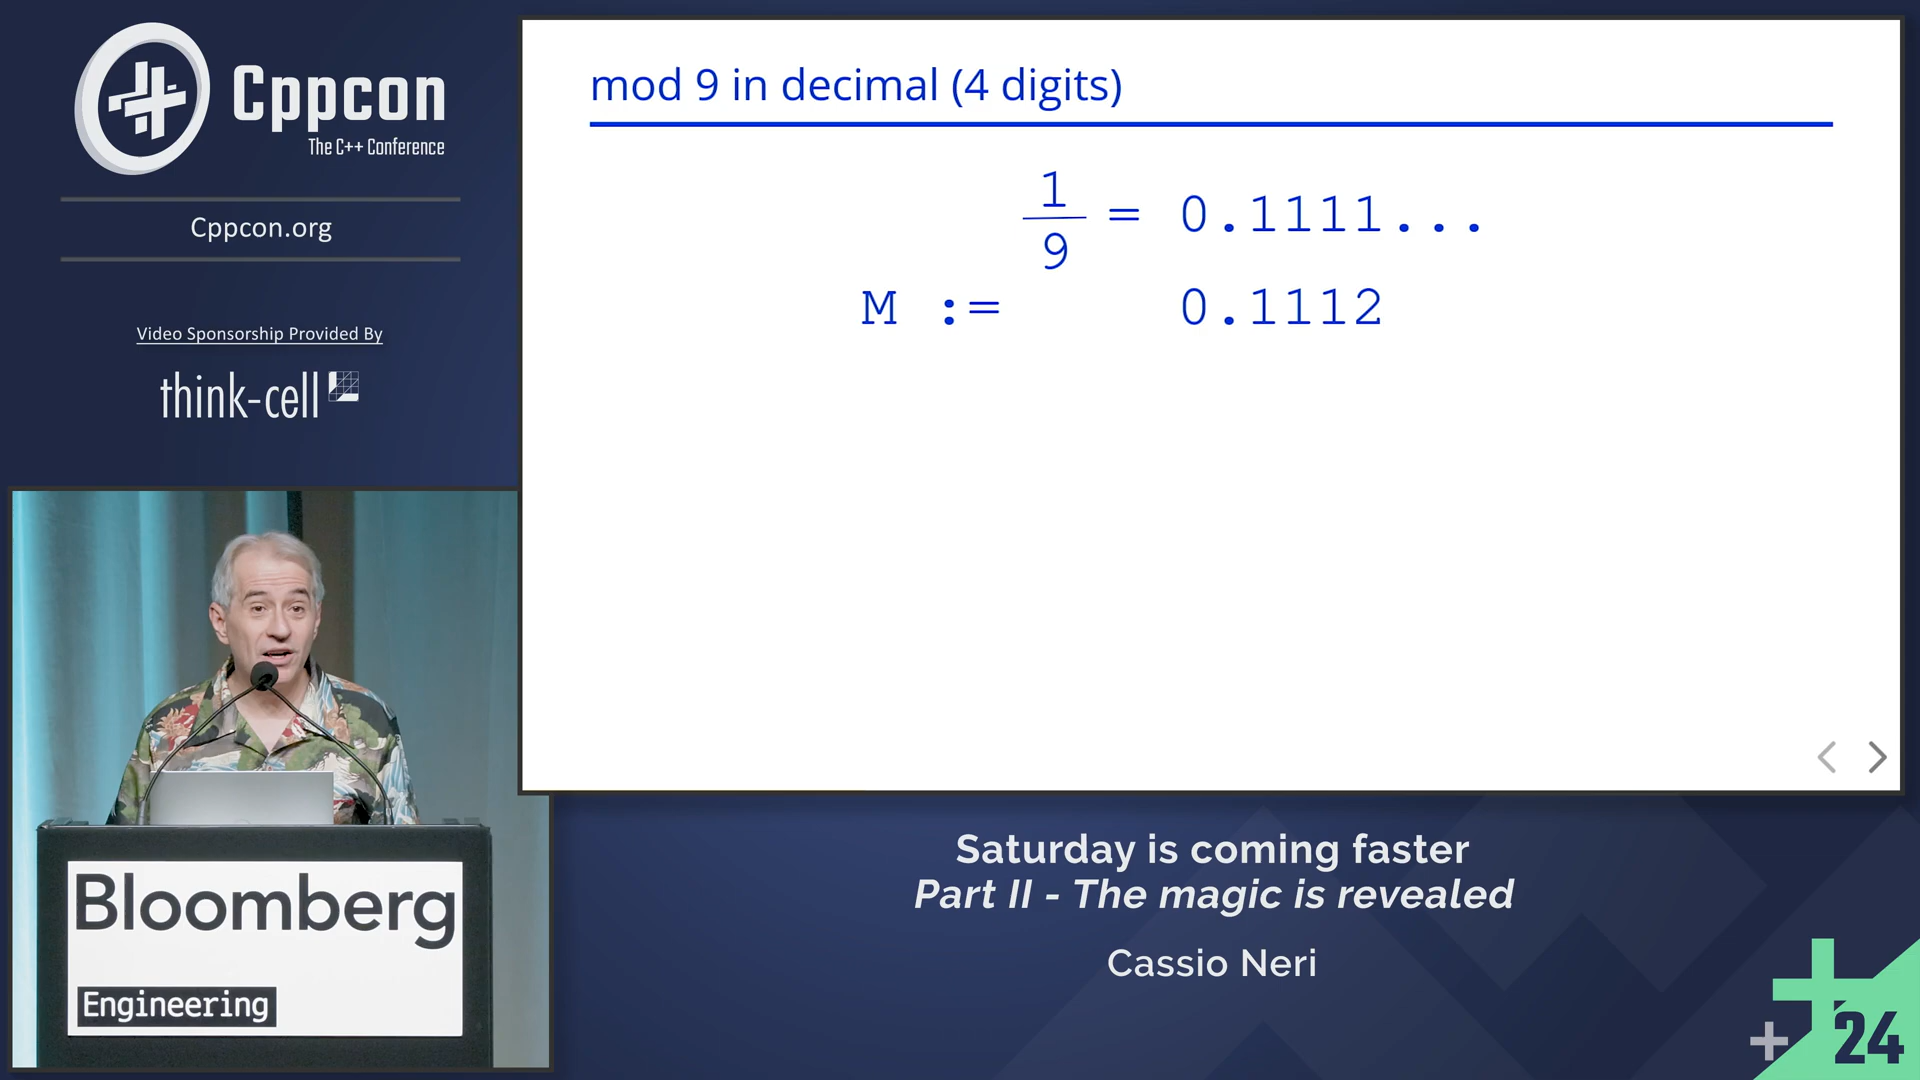 Cppcon
The C++ Conference
Cppcon.org
Video Sponsorship Provided By
think-cell
mod 9 in decimal (4 digits)
1
9
= 0.1111...
M := 0.1112
Bloomberg
Engineering
Saturday is coming faster
Part II - The magic is revealed
Cassio Neri
24